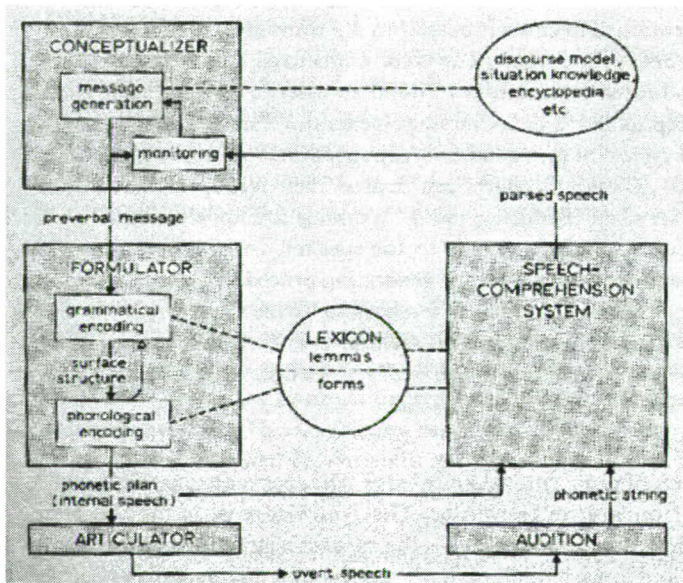 CONCEPTUALIZER
message
generation
monitoring
discourse model,
situation knowledge,
encyclopedia,
etc
parsed speech
preverbal message
FORMULATOR
grammatical
encoding
surface
structure
phonological
encoding
LEXICON
lemmas
forms
SPEECH-
COMPREHENSION
SYSTEM
phonetic plan
(internal speech)
phonetic string
ARTICULATOR
AUDITION
overt speech